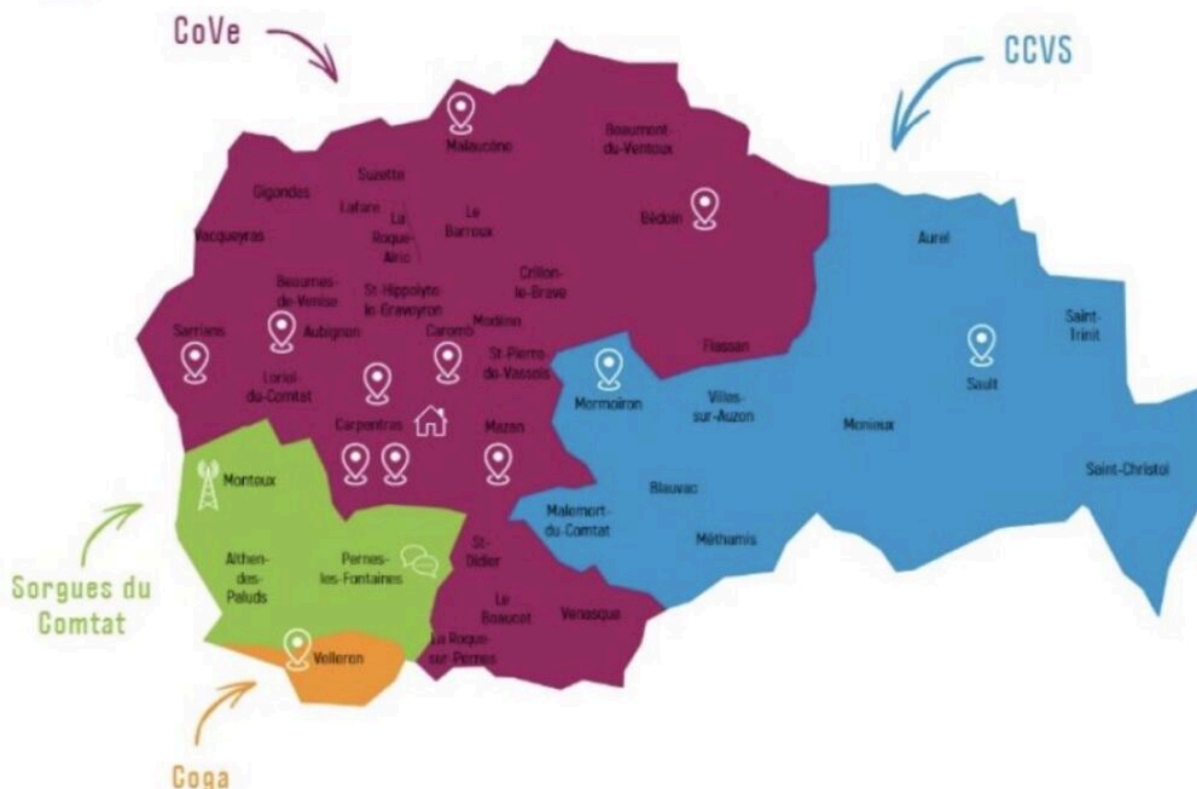 CoVe
CCVS
Malaucène
Beaumont-
du-Ventoux
Suzette
Gigondas
Lafare
La
Roque-
Alric
Le
Barroux
Bédoin
Vacqueyras
Aurel
Beaumes-
de-Venise
St-Hippolyte-
le-Graveyron
Crillon-
le-Brave
Sarrians
Aubignan
Caromb
Modène
Saint-
Trinit
St-Pierre-
de-Vassols
Flassan
Loriol-
du-Comtat
Mormoiron
Villes-
sur-Auzon
Sault
Carpentras
Mazan
Monieux
Monteux
Blauvac
Saint-Christol
Malemort-
du-Comtat
Méthamis
St-
Didier
Althen-
des-
Paluds
Pernes-
les-Fontaines
Sorgues du
Comtat
Le
Beaucet
Venasque
La Roque-
sur-Pernes
Velleron
Coga